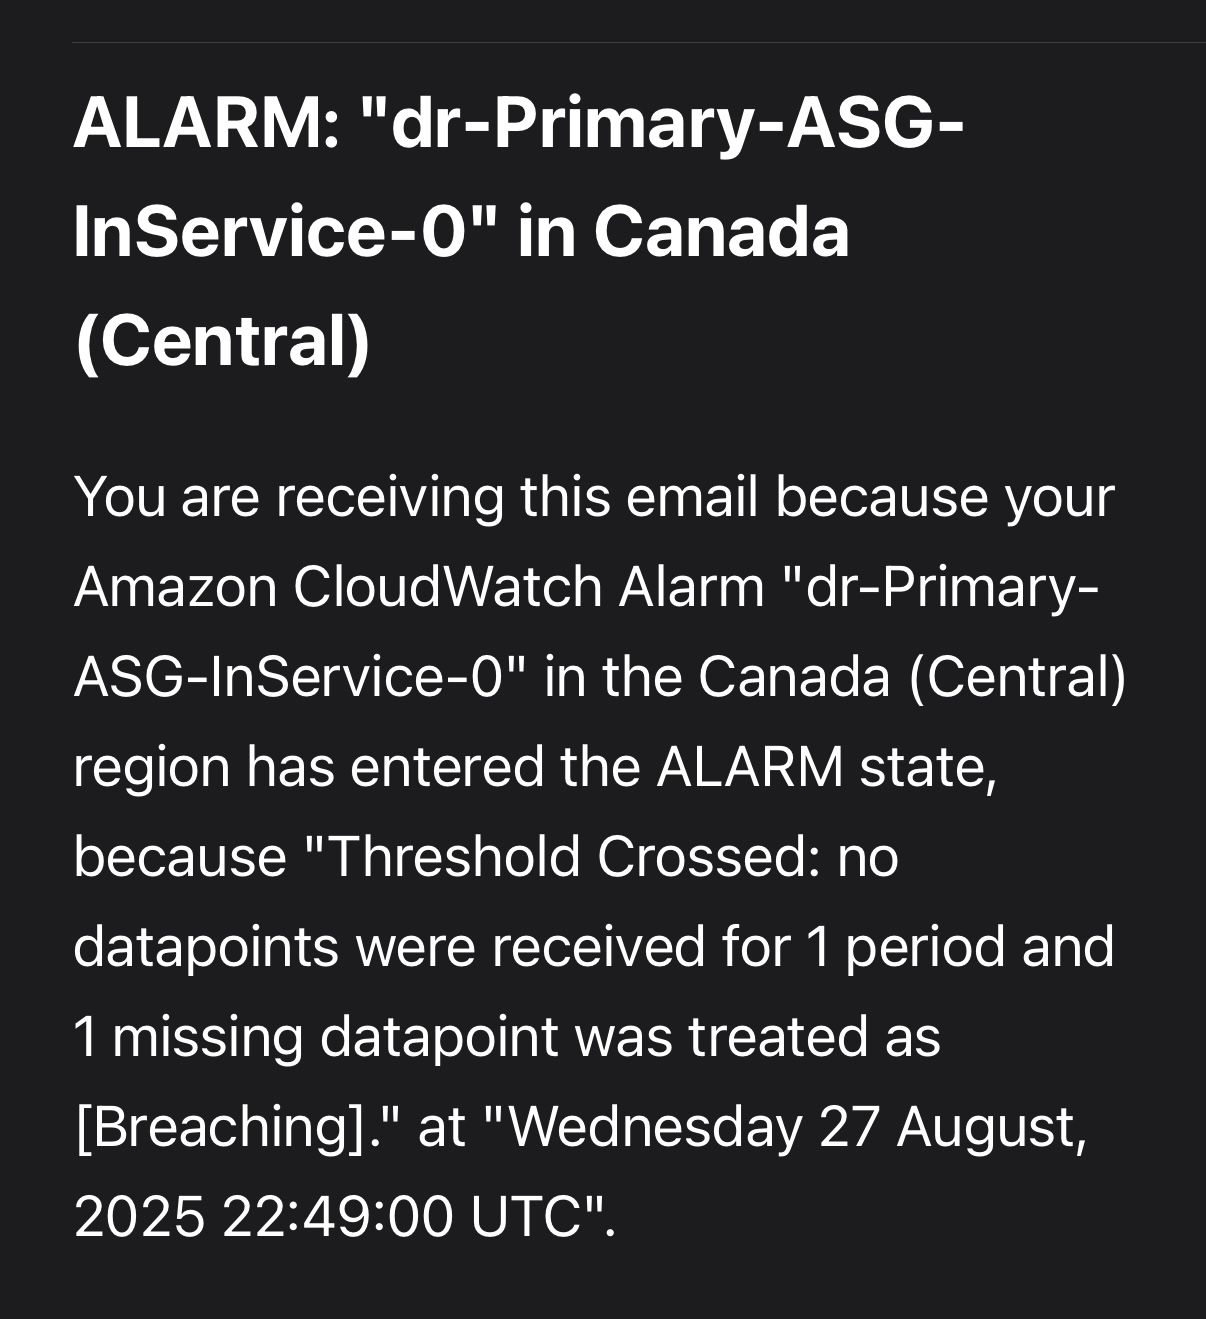 ALARM: "dr-Primary-ASG-
InService-0" in Canada
(Central)
You are receiving this email because your
Amazon CloudWatch Alarm "dr-Primary-
ASG-InService-0" in the Canada (Central)
region has entered the ALARM state,
because "Threshold Crossed: no
datapoints were received for 1 period and
1 missing datapoint was treated as
[Breaching]." at "Wednesday 27 August,
2025 22:49:00 UTC".